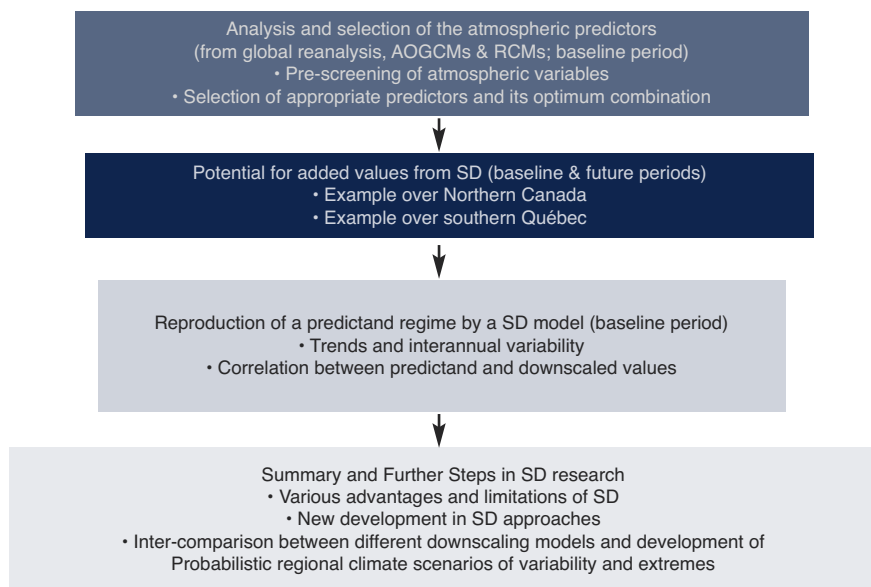 Analysis and selection of the atmospheric predictors
(from global reanalysis, AOGCMs & RCMs; baseline period)
• Pre-screening of atmospheric variables
• Selection of appropriate predictors and its optimum combination
Potential for added values from SD (baseline & future periods)
• Example over Northern Canada
• Example over southern Québec
Reproduction of a predictand regime by a SD model (baseline period)
• Trends and interannual variability
• Correlation between predictand and downscaled values
Summary and Further Steps in SD research
• Various advantages and limitations of SD
• New development in SD approaches
• Inter-comparison between different downscaling models and development of
Probabilistic regional climate scenarios of variability and extremes